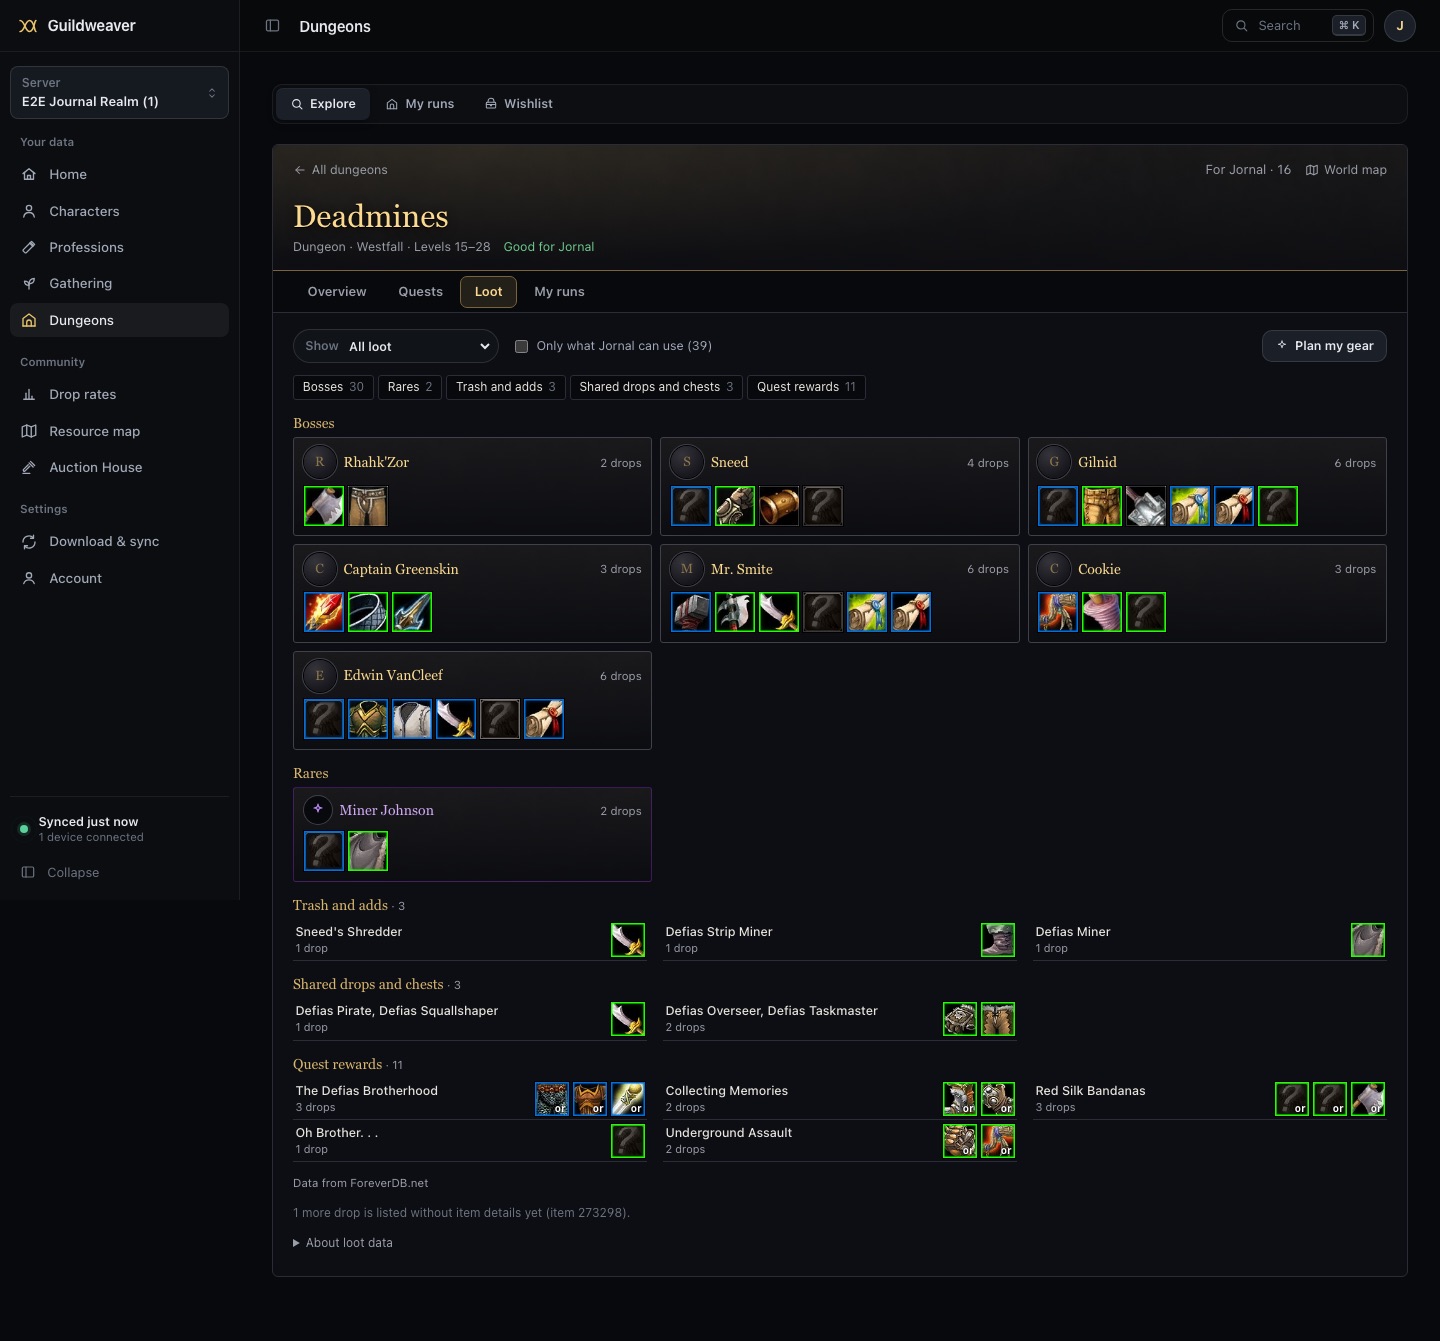 Guildweaver
Dungeons
Search
⌘ K
J
Server
E2E Journal Realm (1)
Your data
Home
Characters
Professions
Gathering
Dungeons
Community
Drop rates
Resource map
Auction House
Settings
Download & sync
Account
Synced just now
1 device connected
Collapse
Explore
My runs
Wishlist
← All dungeons
For Jornal · 16
World map
Deadmines
Dungeon · Westfall · Levels 15–28
Good for Jornal
Overview
Quests
Loot
My runs
Show All loot
Only what Jornal can use (39)
Plan my gear
Bosses 30
Rares 2
Trash and adds 3
Shared drops and chests 3
Quest rewards 11
Bosses
R
Rhahk'Zor
2 drops
S
Sneed
4 drops
G
Gilnid
6 drops
C
Captain Greenskin
3 drops
M
Mr. Smite
6 drops
C
Cookie
3 drops
E
Edwin VanCleef
6 drops
Rares
Miner Johnson
2 drops
Trash and adds · 3
Sneed's Shredder
1 drop
Defias Strip Miner
1 drop
Defias Miner
1 drop
Shared drops and chests · 3
Defias Pirate, Defias Squallshaper
1 drop
Defias Overseer, Defias Taskmaster
2 drops
Quest rewards · 11
The Defias Brotherhood
3 drops
or
or
or
Collecting Memories
2 drops
or
or
Red Silk Bandanas
3 drops
or
or
or
Oh Brother. . .
1 drop
Underground Assault
2 drops
or
or
Data from ForeverDB.net
1 more drop is listed without item details yet (item 273298).
About loot data